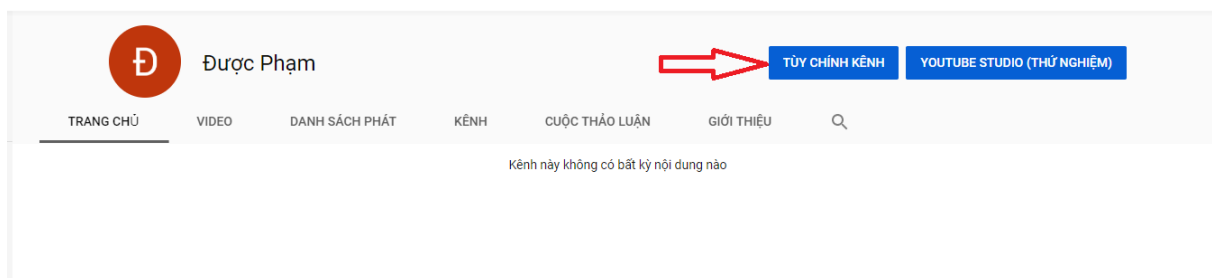 Đ
Được Phạm
TÙY CHỈNH KÊNH
YOUTUBE STUDIO (THỬ NGHIỆM)
TRANG CHỦ
VIDEO
DANH SÁCH PHÁT
KÊNH
CUỘC THẢO LUẬN
GIỚI THIỆU
Kênh này không có bất kỳ nội dung nào